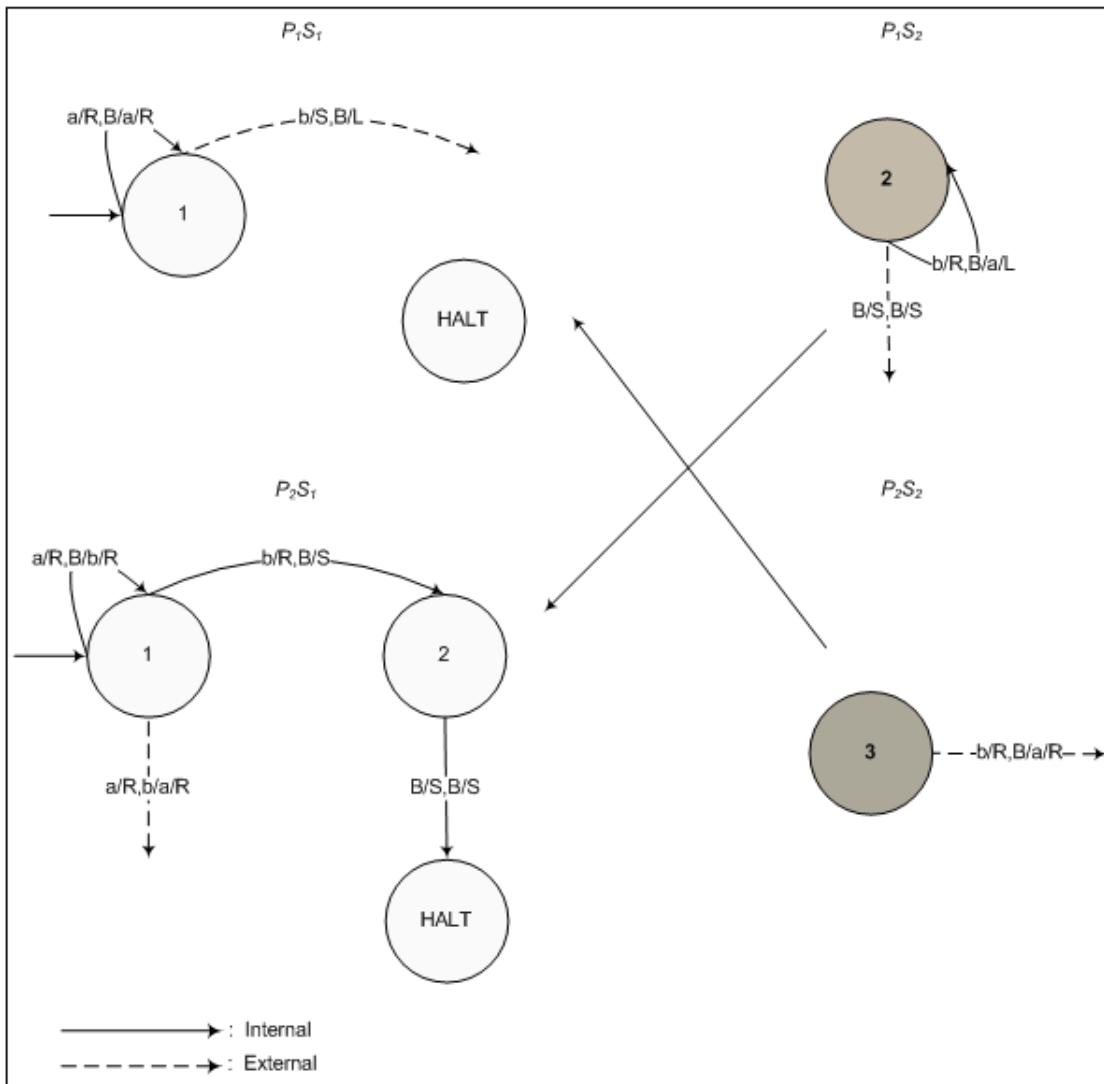 P₁S₁
P₁S₂
a/R,B/a/R
b/S,B/L
1
2
b/R,B/a/L
B/S,B/S
HALT
P₂S₁
P₂S₂
a/R,B/b/R
b/R,B/S
1
2
3
b/R,B/a/R
a/R,b/a/R
B/S,B/S
HALT
: Internal
: External